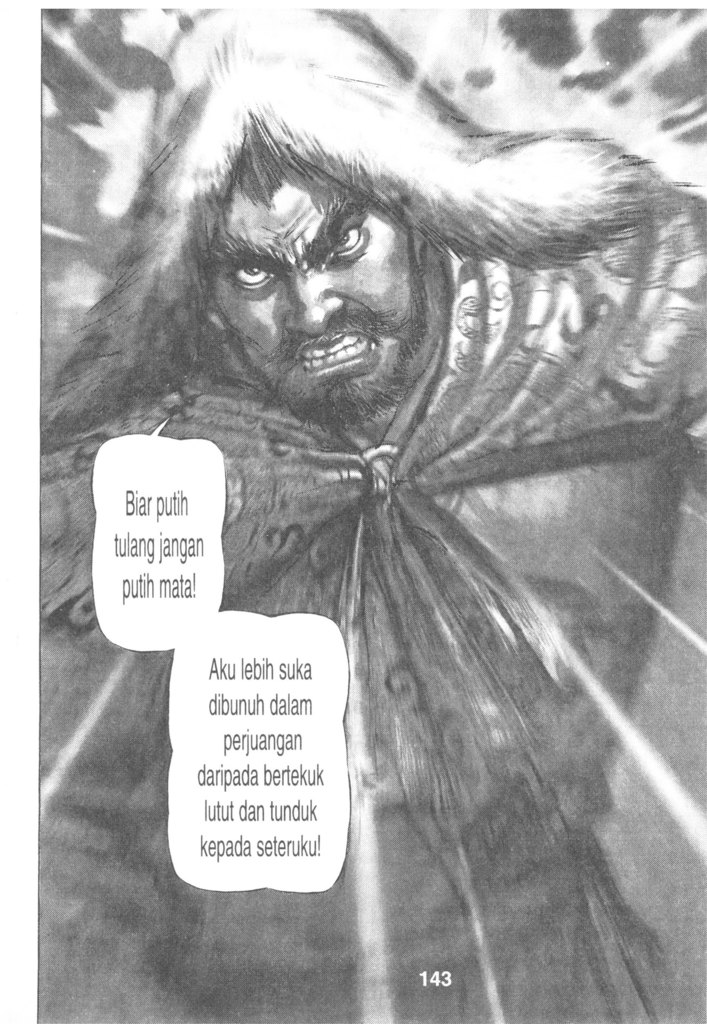 Biar putih
tulang jangan
putih mata!
Aku lebih suka
dibunuh dalam
perjuangan
daripada bertekuk
lutut dan tunduk
kepada seteruku!
143